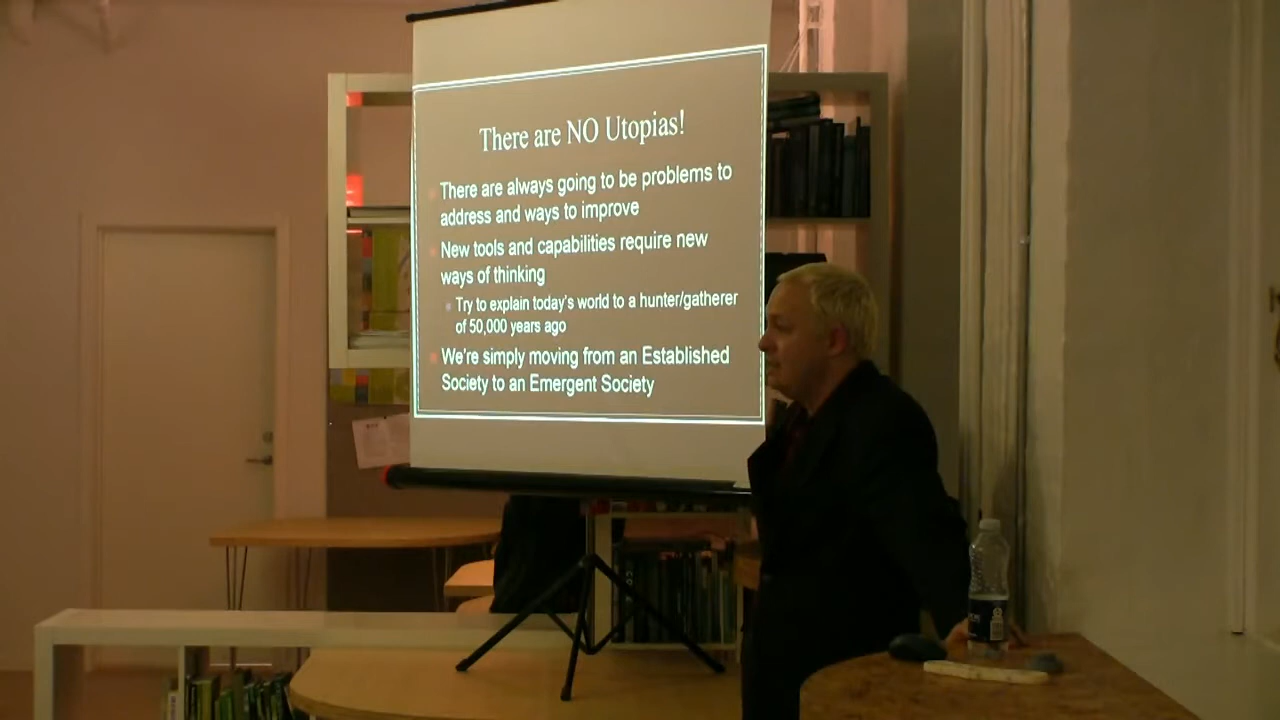 There are NO Utopias!
There are always going to be problems to
address and ways to improve
New tools and capabilities require new
ways of thinking
Try to explain today's world to a hunter/gatherer
of 50,000 years ago
We're simply moving from an Established
Society to an Emergent Society